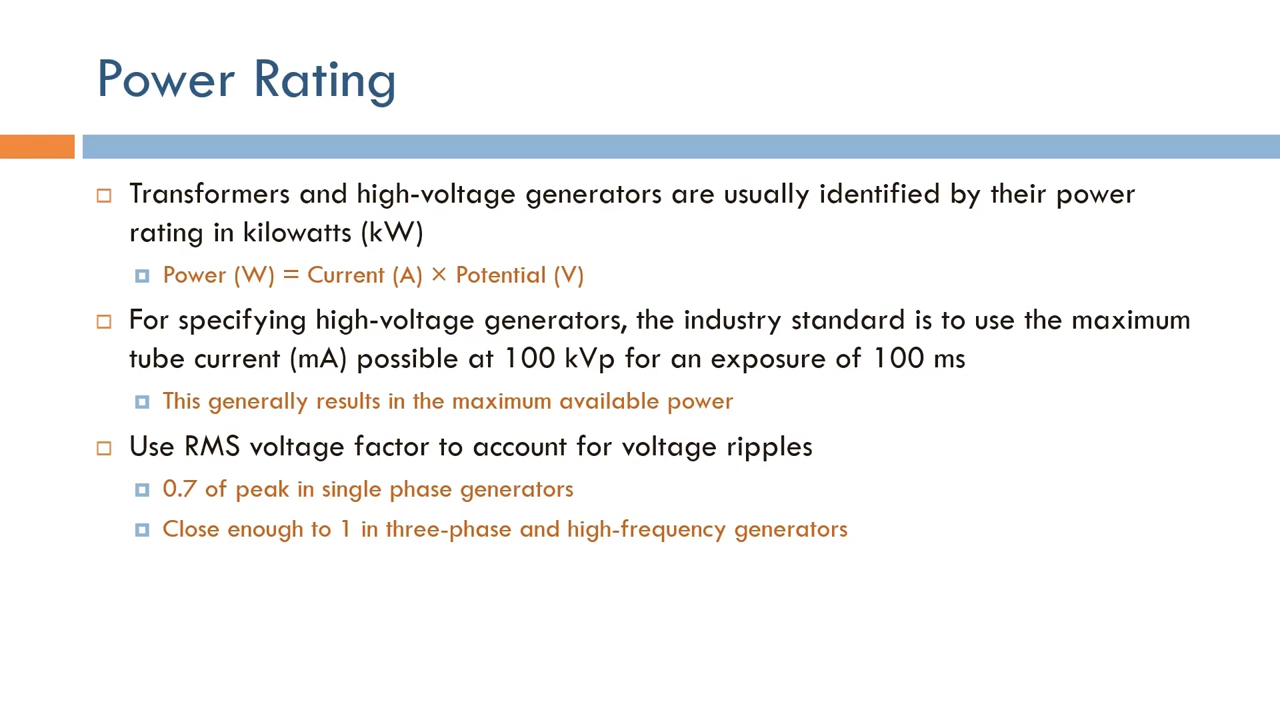 Power Rating
Transformers and high-voltage generators are usually identified by their power
rating in kilowatts (kW)
Power (W) = Current (A) × Potential (V)
For specifying high-voltage generators, the industry standard is to use the maximum
tube current (mA) possible at 100 kVp for an exposure of 100 ms
This generally results in the maximum available power
Use RMS voltage factor to account for voltage ripples
0.7 of peak in single phase generators
Close enough to 1 in three-phase and high-frequency generators